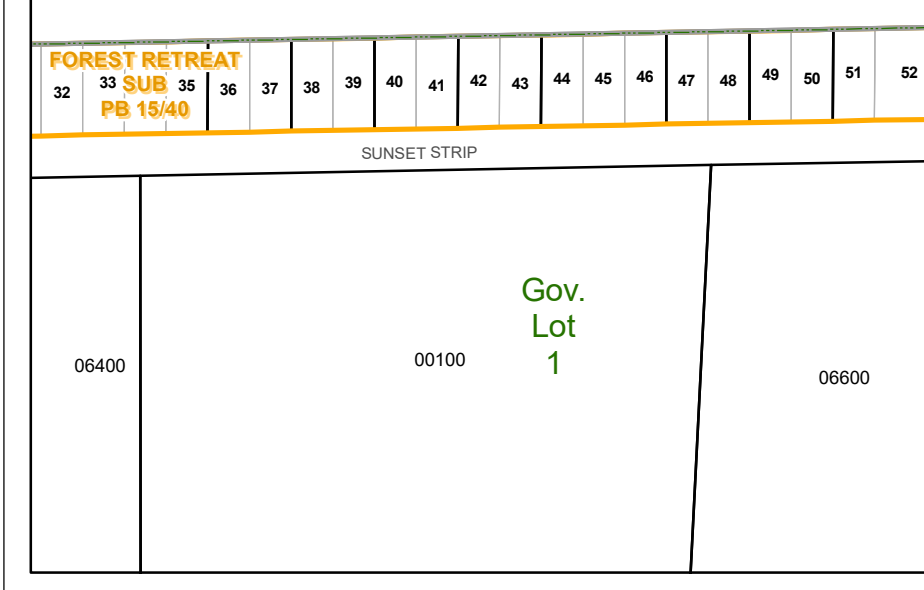 FOREST RETREAT
SUB
PB 15/40
32 33 35 36 37 38 39 40 41 42 43 44 45 46 47 48 49 50 51 52
SUNSET STRIP
Gov.
Lot
1
06400
00100
06600